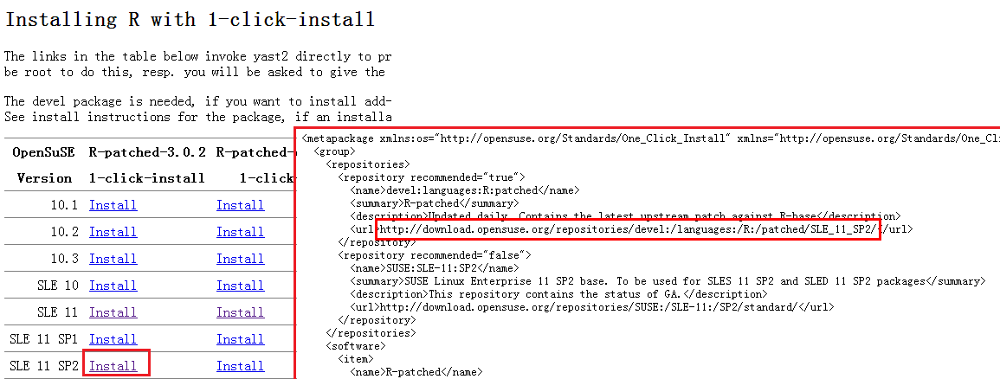 Installing R with 1-click-install
The links in the table below invoke yast2 directly to pr
be root to do this, resp. you will be asked to give the
The devel package is needed, if you want to install add-
See install instructions for the package, if an installa
OpenSuSE R-patched-3.0.2 R-patched-
Version 1-click-install 1-click-
10.1 Install Install
10.2 Install Install
10.3 Install Install
SLE 10 Install Install
SLE 11 Install Install
SLE 11 SP1 Install Install
SLE 11 SP2 Install Install
<metapackage xmlns:os="http://opensuse.org/Standards/One_Click_Install" xmlns="http://opensuse.org/Standards/One_Cli
<group>
<repositories>
<repository recommended="true">
<name>devel:languages:R:patched</name>
<summary>R-patched</summary>
<description>Updated daily. Contains the latest upstream patch against R-base</description>
<url>http://download.opensuse.org/repositories/devel:/languages:/R:/patched/SLE_11_SP2/</url>
</repository>
<repository recommended="false">
<name>SUSE:SLE-11:SP2</name>
<summary>SUSE Linux Enterprise 11 SP2 base. To be used for SLES 11 SP2 and SLED 11 SP2 packages</summary>
<description>This repository contains the status of GA.</description>
<url>http://download.opensuse.org/repositories/SUSE:/SLE-11:/SP2/standard/</url>
</repository>
</repositories>
<software>
<item>
<name>R-patched</name>